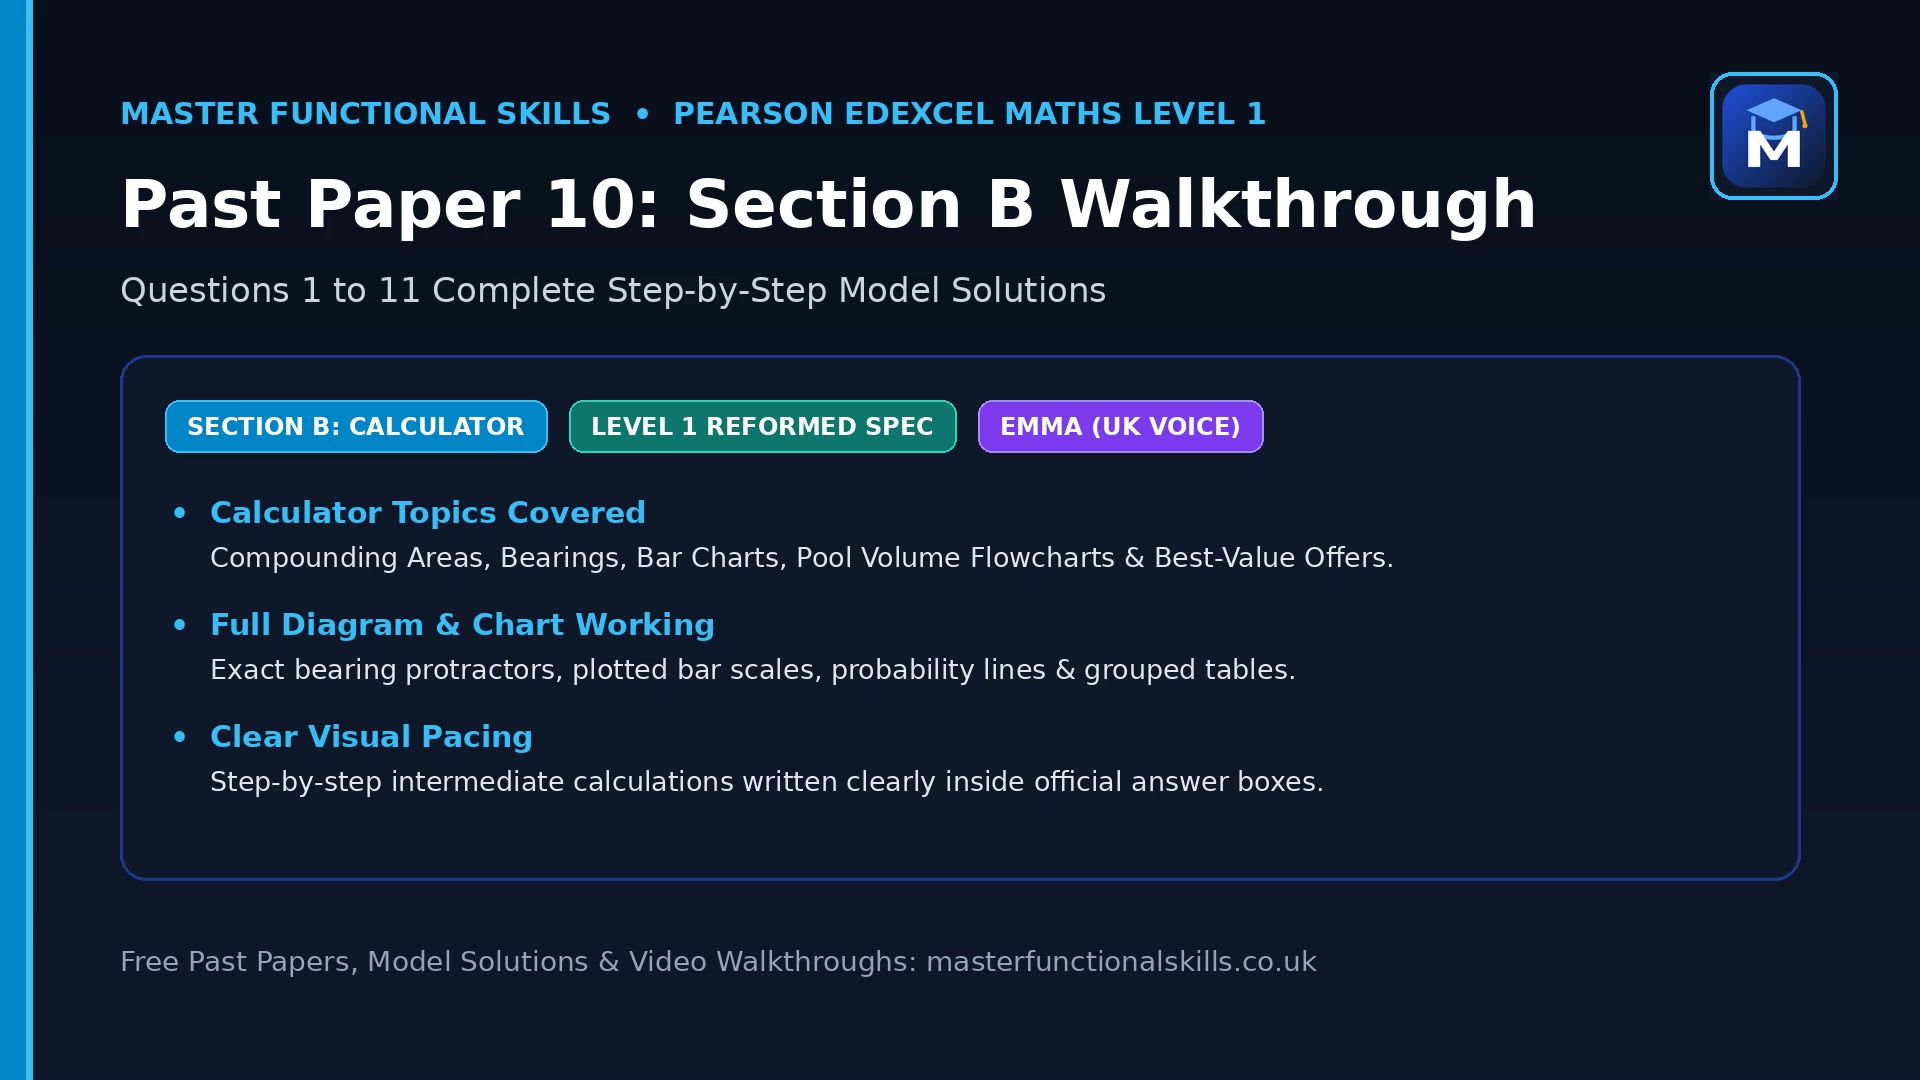 MASTER FUNCTIONAL SKILLS • PEARSON EDEXCEL MATHS LEVEL 1
M
Past Paper 10: Section B Walkthrough
Questions 1 to 11 Complete Step-by-Step Model Solutions
SECTION B: CALCULATOR LEVEL 1 REFORMED SPEC EMMA (UK VOICE)
• Calculator Topics Covered
Compounding Areas, Bearings, Bar Charts, Pool Volume Flowcharts & Best-Value Offers.
• Full Diagram & Chart Working
Exact bearing protractors, plotted bar scales, probability lines & grouped tables.
• Clear Visual Pacing
Step-by-step intermediate calculations written clearly inside official answer boxes.
Free Past Papers, Model Solutions & Video Walkthroughs: masterfunctionalskills.co.uk